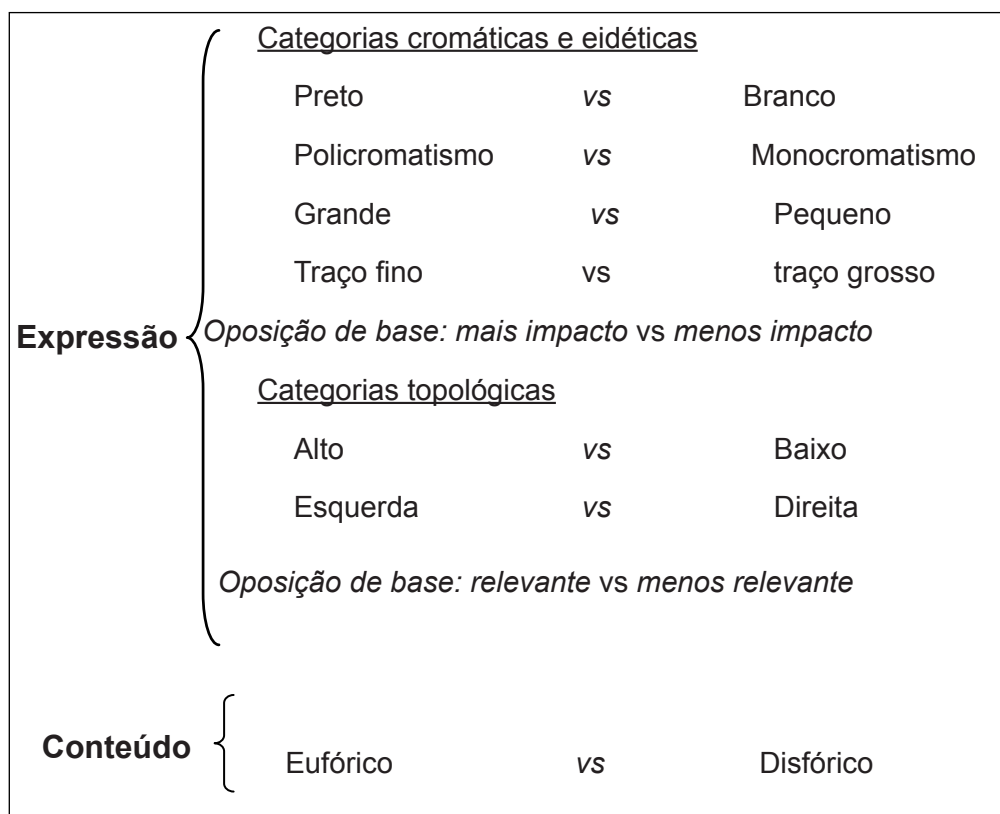 Categorias cromáticas e eidéticas
Preto vs Branco
Policromatismo vs Monocromatismo
Grande vs Pequeno
Traço fino vs traço grosso
Expressão
Oposição de base: mais impacto vs menos impacto
Categorias topológicas
Alto vs Baixo
Esquerda vs Direita
Oposição de base: relevante vs menos relevante
Conteúdo
Eufórico vs Disfórico